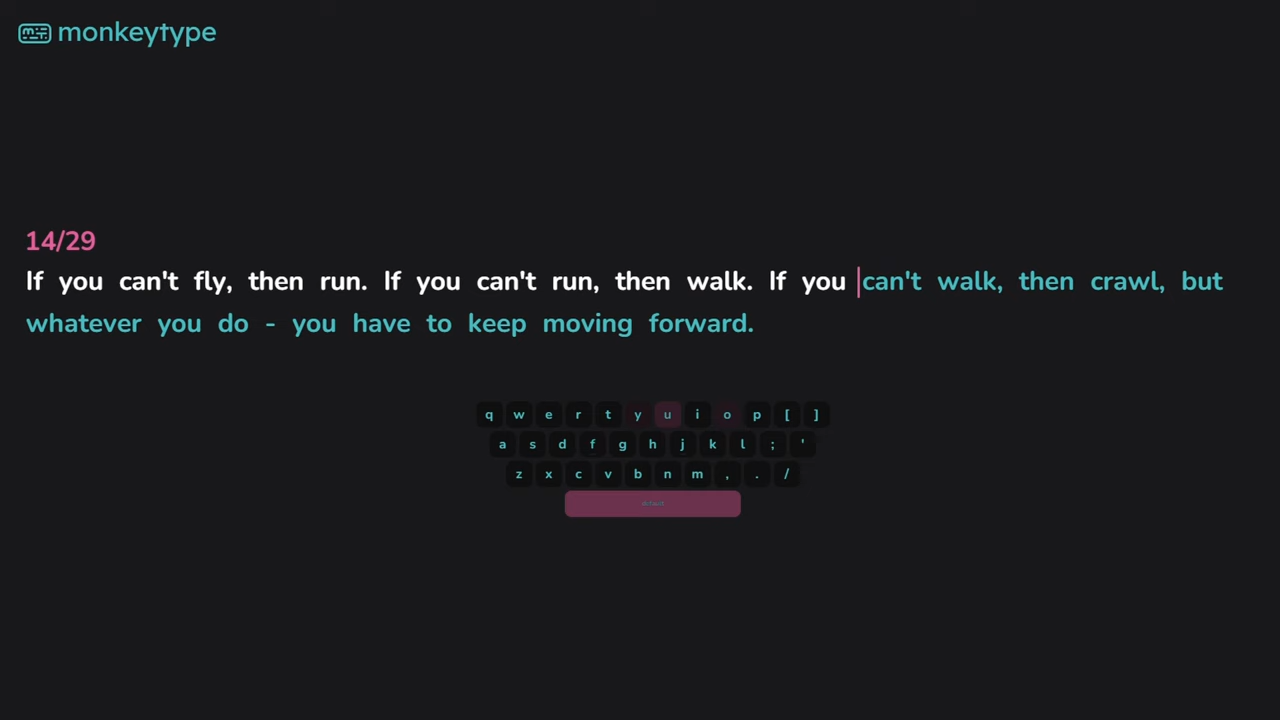 monkeytype
14/29
If you can't fly, then run. If you can't run, then walk. If you can't walk, then crawl, but
whatever you do - you have to keep moving forward.
q w e r t y u i o p [ ]
a s d f g h j k l ; '
z x c v b n m , . /
default